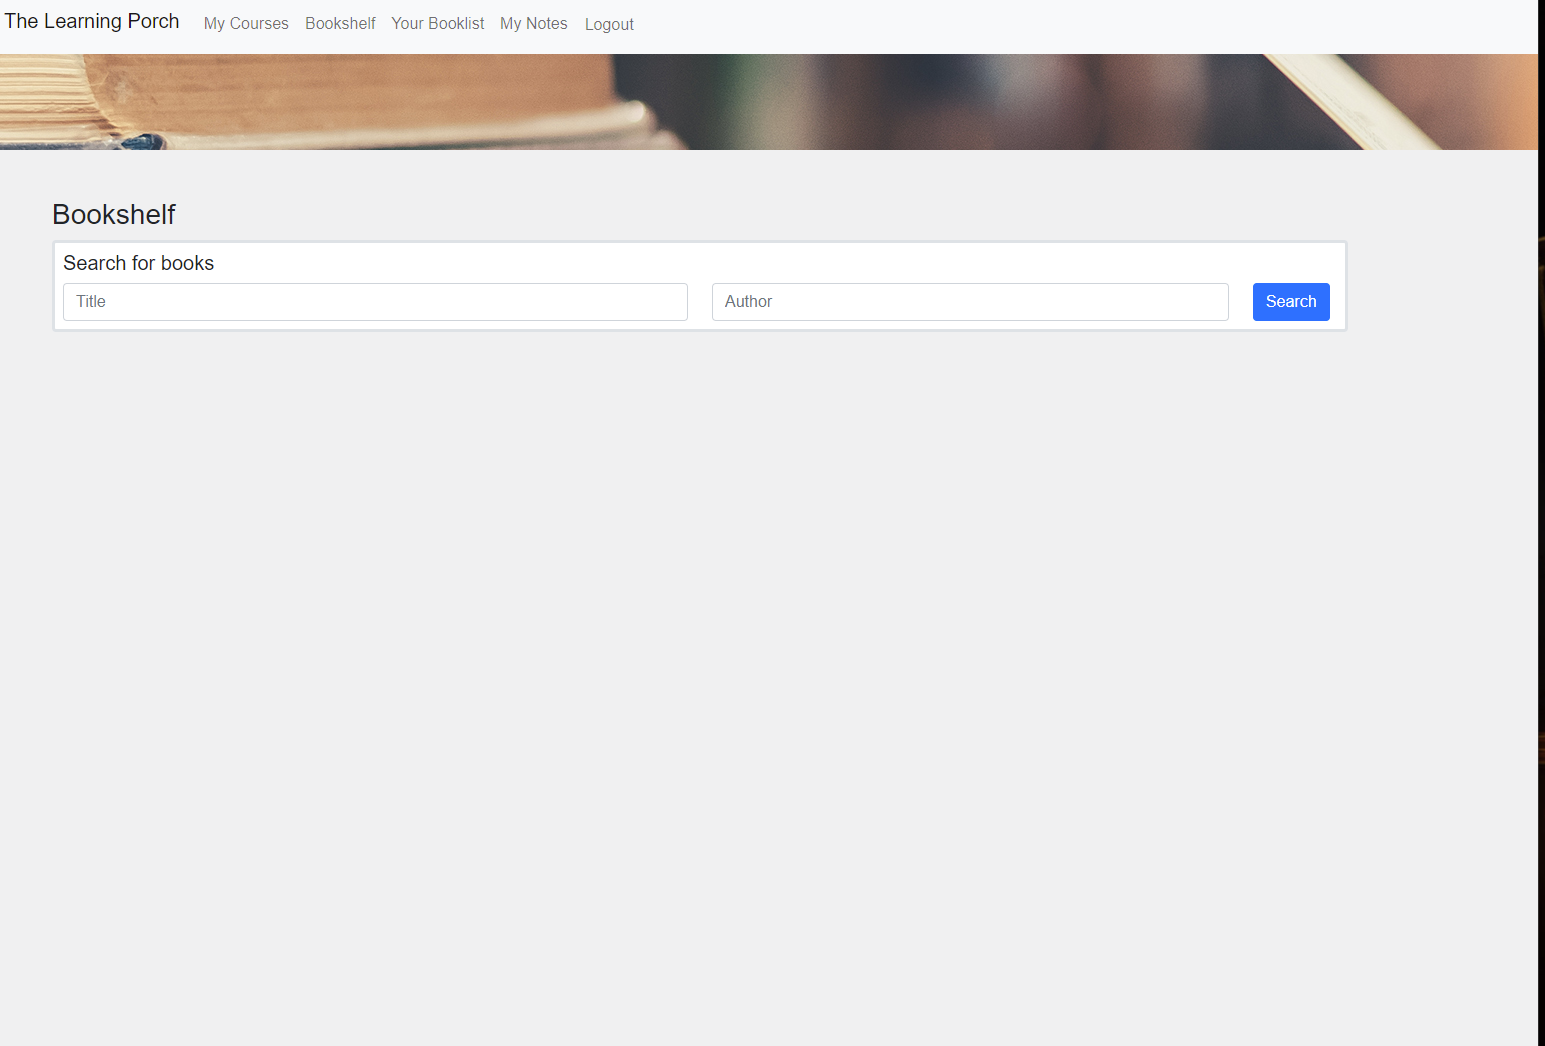 The Learning Porch My Courses Bookshelf Your Booklist My Notes Logout
Bookshelf
Search for books
Title Author Search